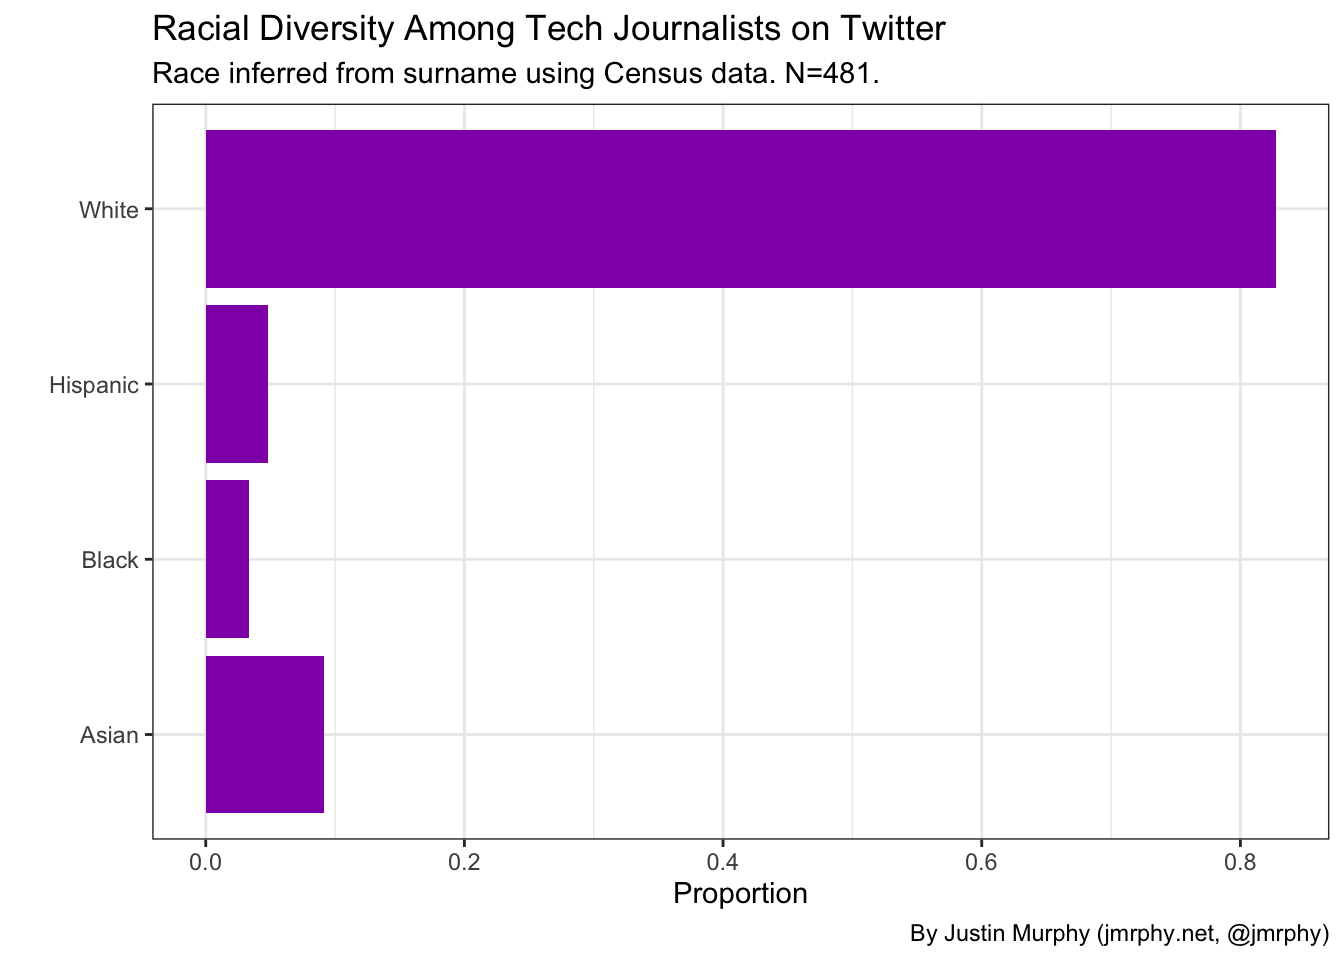 Racial Diversity Among Tech Journalists on Twitter
Race inferred from surname using Census data. N=481.
White
Hispanic
Black
Asian
0.0 0.2 0.4 0.6 0.8
Proportion
By Justin Murphy (jmrphy.net, @jmrphy)